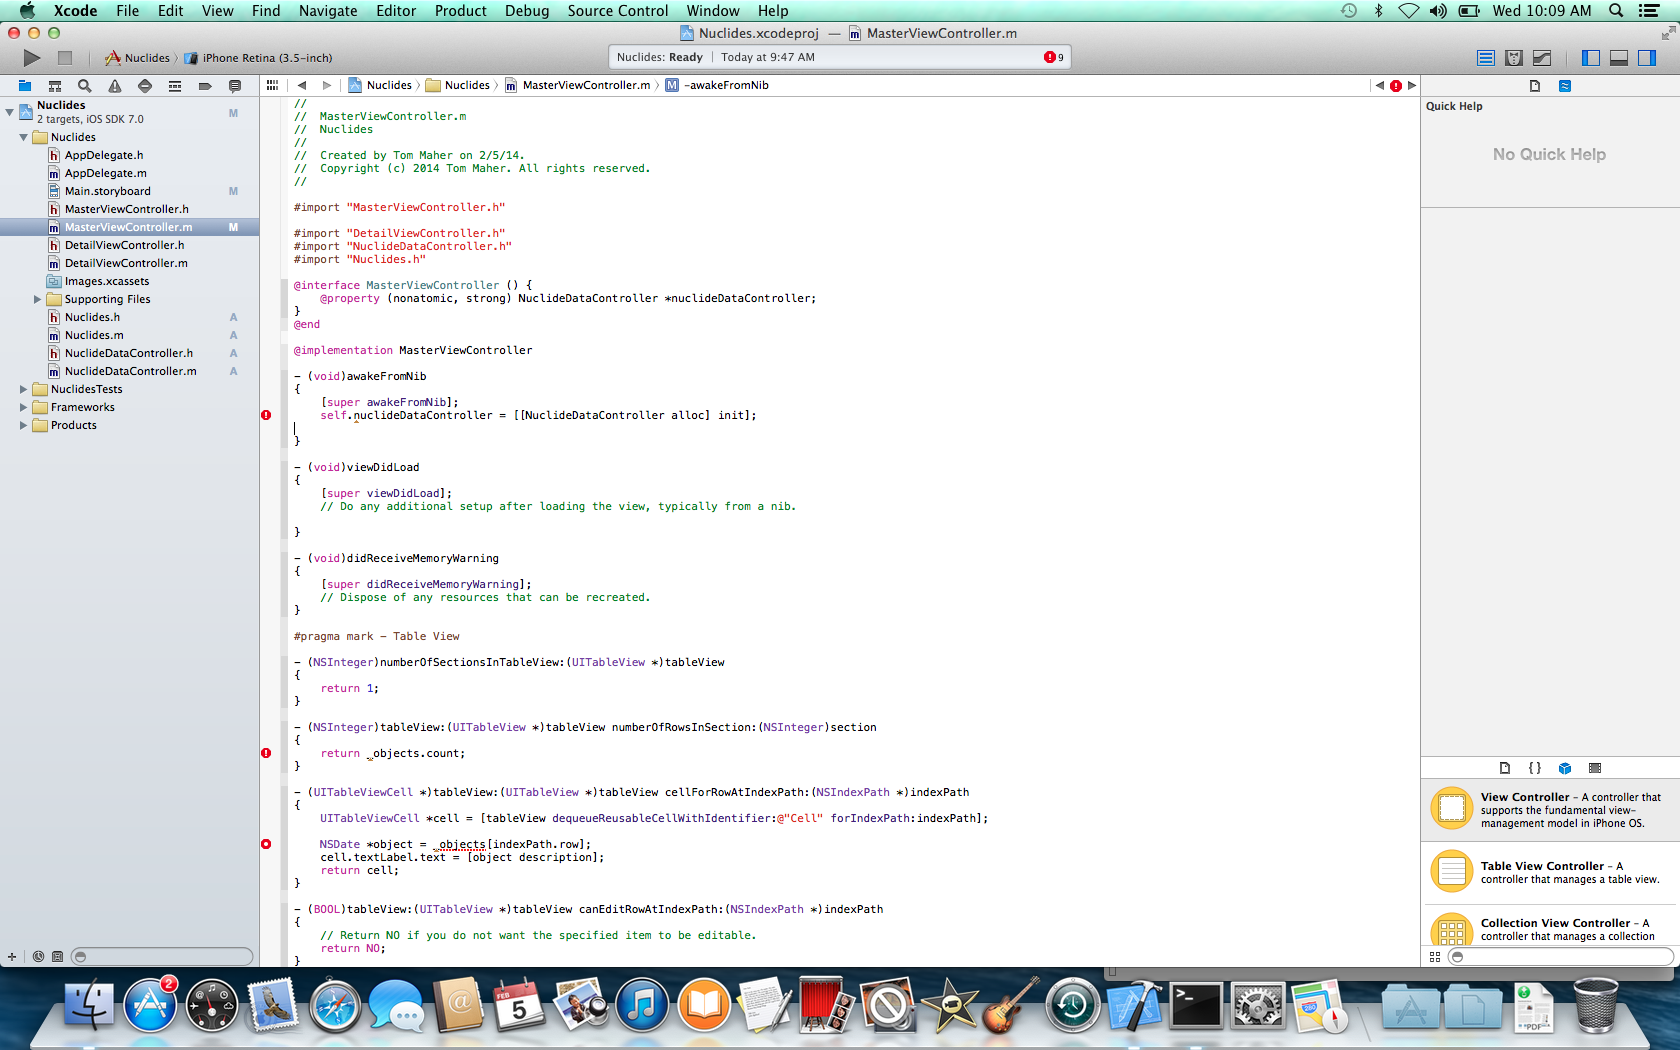 Xcode File Edit View Find Navigate Editor Product Debug Source Control Window Help Wed 10:09 AM
Nuclides.xcodeproj — MasterViewController.m
Nuclides iPhone Retina (3.5-inch) Nuclides: Ready Today at 9:47 AM 9
Nuclides Nuclides MasterViewController.m -awakeFromNib
Nuclides M
2 targets, iOS SDK 7.0
Nuclides
AppDelegate.h
AppDelegate.m
Main.storyboard M
MasterViewController.h
MasterViewController.m M
DetailViewController.h
DetailViewController.m
Images.xcassets
Supporting Files
Nuclides.h A
Nuclides.m A
NuclideDataController.h A
NuclideDataController.m A
NuclidesTests
Frameworks
Products
//
// MasterViewController.m
// Nuclides
//
// Created by Tom Maher on 2/5/14.
// Copyright (c) 2014 Tom Maher. All rights reserved.
//
#import "MasterViewController.h"
#import "DetailViewController.h"
#import "NuclideDataController.h"
#import "Nuclides.h"
@interface MasterViewController () {
@property (nonatomic, strong) NuclideDataController *nuclideDataController;
}
@end
@implementation MasterViewController
- (void)awakeFromNib
{
[super awakeFromNib];
self.nuclideDataController = [[NuclideDataController alloc] init];
}
- (void)viewDidLoad
{
[super viewDidLoad];
// Do any additional setup after loading the view, typically from a nib.
}
- (void)didReceiveMemoryWarning
{
[super didReceiveMemoryWarning];
// Dispose of any resources that can be recreated.
}
#pragma mark - Table View
- (NSInteger)numberOfSectionsInTableView:(UITableView *)tableView
{
return 1;
}
- (NSInteger)tableView:(UITableView *)tableView numberOfRowsInSection:(NSInteger)section
{
return _objects.count;
}
- (UITableViewCell *)tableView:(UITableView *)tableView cellForRowAtIndexPath:(NSIndexPath *)indexPath
{
UITableViewCell *cell = [tableView dequeueReusableCellWithIdentifier:@"Cell" forIndexPath:indexPath];
NSDate *object = _objects[indexPath.row];
cell.textLabel.text = [object description];
return cell;
}
- (BOOL)tableView:(UITableView *)tableView canEditRowAtIndexPath:(NSIndexPath *)indexPath
{
// Return NO if you do not want the specified item to be editable.
return NO;
}
Quick Help
No Quick Help
{ }
View Controller - A controller that
supports the fundamental view-
management model in iPhone OS.
Table View Controller - A
controller that manages a table view.
Collection View Controller - A
controller that manages a collection
2
FEB
5
PDF